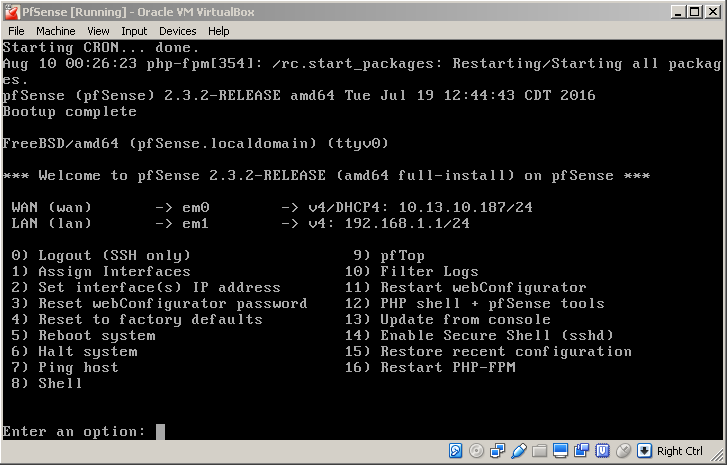 PfSense [Running] - Oracle VM VirtualBox
File Machine View Input Devices Help
Starting CRON... done.
Aug 10 00:26:23 php-fpm[354]: /rc.start_packages: Restarting/Starting all packag
es.
pfSense (pfSense) 2.3.2-RELEASE amd64 Tue Jul 19 12:44:43 CDT 2016
Bootup complete
FreeBSD/amd64 (pfSense.localdomain) (ttyv0)
*** Welcome to pfSense 2.3.2-RELEASE (amd64 full-install) on pfSense ***
WAN (wan) -> em0 -> v4/DHCP4: 10.13.10.187/24
LAN (lan) -> em1 -> v4: 192.168.1.1/24
0) Logout (SSH only) 9) pfTop
1) Assign Interfaces 10) Filter Logs
2) Set interface(s) IP address 11) Restart webConfigurator
3) Reset webConfigurator password 12) PHP shell + pfSense tools
4) Reset to factory defaults 13) Update from console
5) Reboot system 14) Enable Secure Shell (sshd)
6) Halt system 15) Restore recent configuration
7) Ping host 16) Restart PHP-FPM
8) Shell
Enter an option:
Right Ctrl